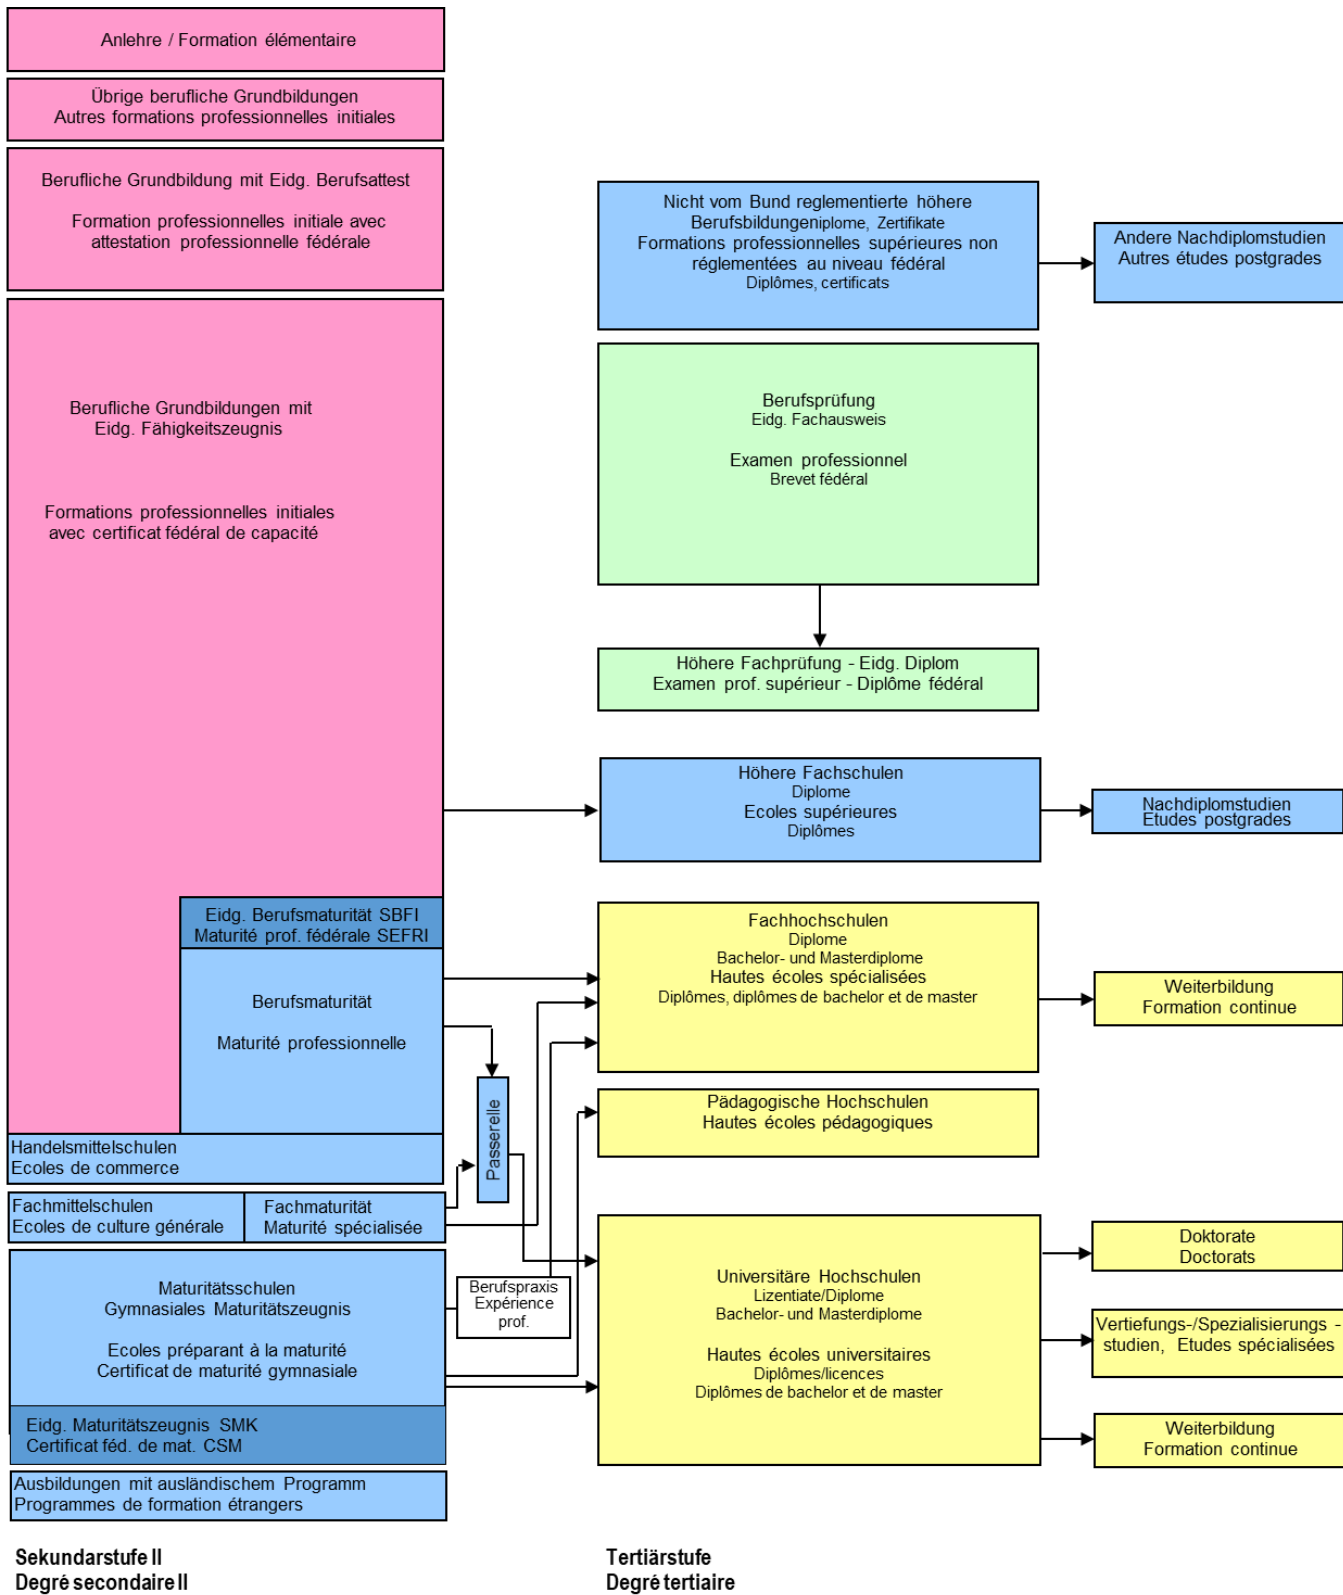 Anlehre / Formation élémentaire
Übrige berufliche Grundbildungen
Autres formations professionnelles initiales
Berufliche Grundbildung mit Eidg. Berufsattest
Formation professionnelles initiale avec
attestation professionnelle fédérale
Berufliche Grundbildungen mit
Eidg. Fähigkeitszeugnis
Formations professionnelles initiales
avec certificat fédéral de capacité
Eidg. Berufsmaturität SBFI
Maturité prof. fédérale SEFRI
Berufsmaturität
Maturité professionnelle
Handelsmittelschulen
Ecoles de commerce
Fachmittelschulen
Ecoles de culture générale
Fachmaturität
Maturité spécialisée
Maturitätsschulen
Gymnasiales Maturitätszeugnis
Ecoles préparant à la maturité
Certificat de maturité gymnasiale
Eidg. Maturitätszeugnis SMK
Certificat féd. de mat. CSM
Ausbildungen mit ausländischem Programm
Programmes de formation étrangers
Sekundarstufe II
Degré secondaire II
Passerelle
Berufspraxis
Expérience
prof.
Nicht vom Bund reglementierte höhere
Berufsbildungeniplome, Zertifikate
Formations professionnelles supérieures non
réglementées au niveau fédéral
Diplômes, certificats
Berufsprüfung
Eidg. Fachausweis
Examen professionnel
Brevet fédéral
Höhere Fachprüfung - Eidg. Diplom
Examen prof. supérieur - Diplôme fédéral
Höhere Fachschulen
Diplome
Ecoles supérieures
Diplômes
Fachhochschulen
Diplome
Bachelor- und Masterdiplome
Hautes écoles spécialisées
Diplômes, diplômes de bachelor et de master
Pädagogische Hochschulen
Hautes écoles pédagogiques
Universitäre Hochschulen
Lizentiate/Diplome
Bachelor- und Masterdiplome
Hautes écoles universitaires
Diplômes/licences
Diplômes de bachelor et de master
Tertiärstufe
Degré tertiaire
Andere Nachdiplomstudien
Autres études postgrades
Nachdiplomstudien
Etudes postgrades
Weiterbildung
Formation continue
Doktorate
Doctorats
Vertiefungs-/Spezialisierungs -
studien, Etudes spécialisées
Weiterbildung
Formation continue